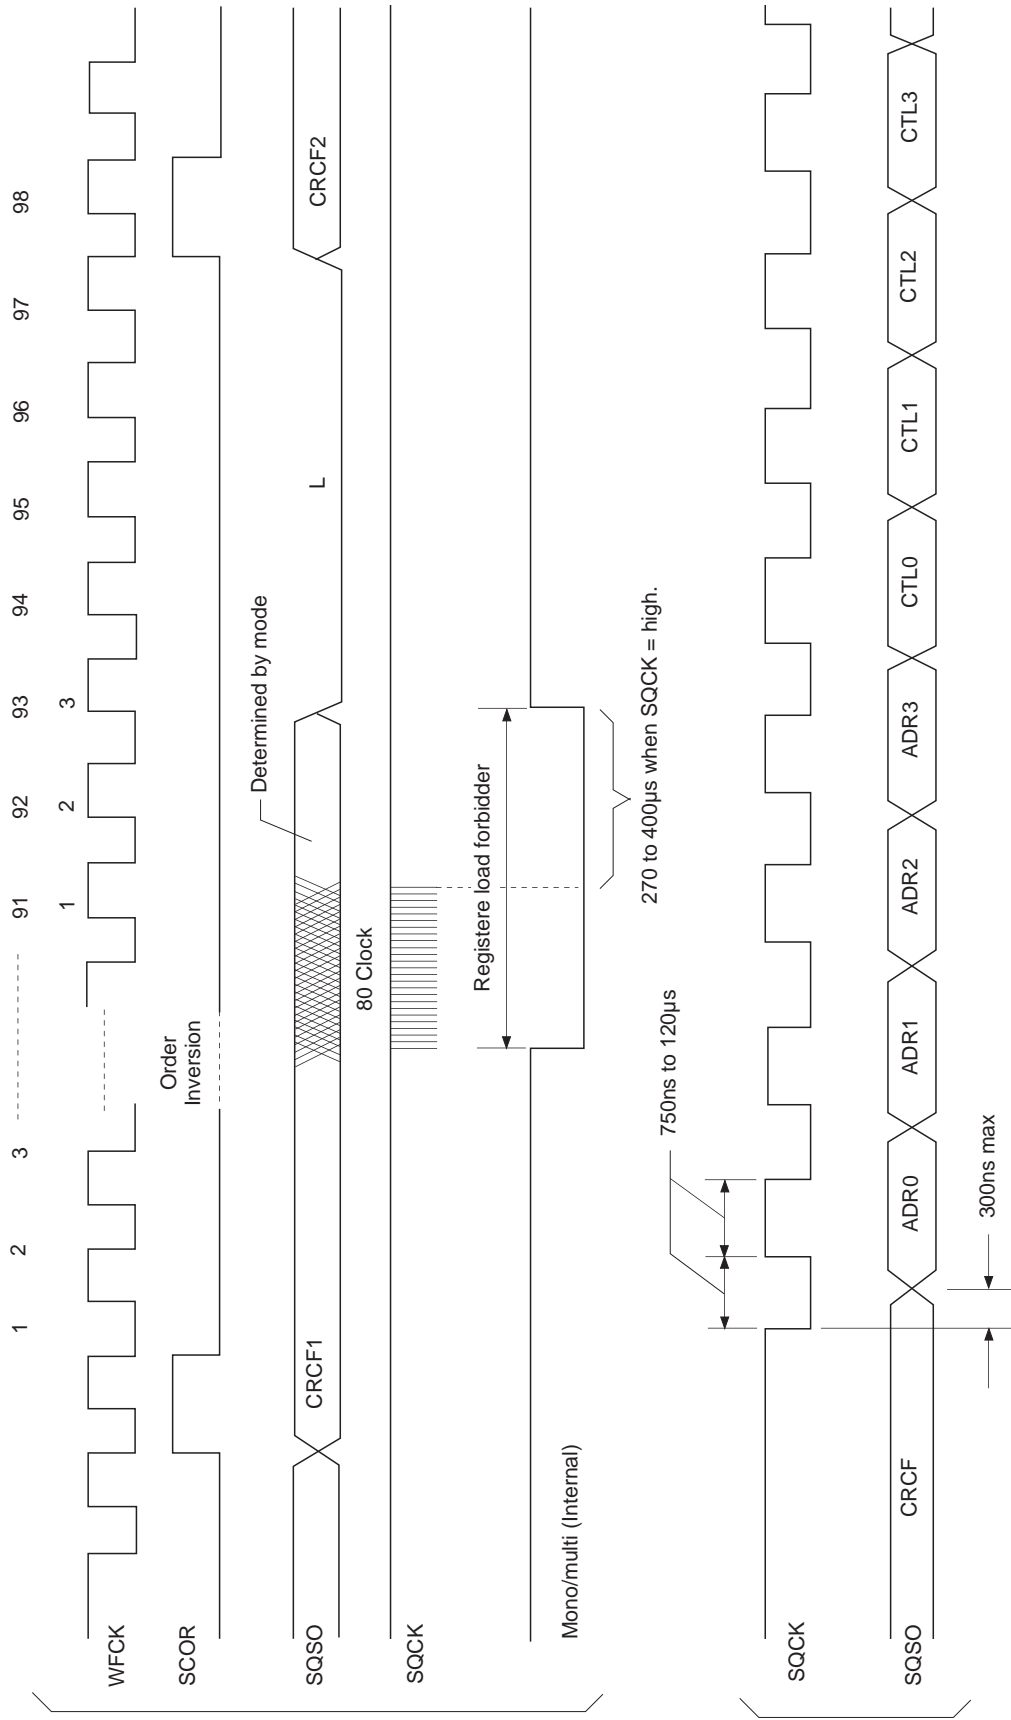 1 2 3 91 92 93 94 95 96 97 98
1 2 3
WFCK
SCOR
Order
Inversion
Determined by mode
SQSO
CRCF1
L
CRCF2
80 Clock
SQCK
Registere load forbidder
Mono/multi (Internal)
270 to 400μs when SQCK = high.
750ns to 120μs
SQCK
SQSO
CRCF ADR0 ADR1 ADR2 ADR3 CTL0 CTL1 CTL2 CTL3
300ns max